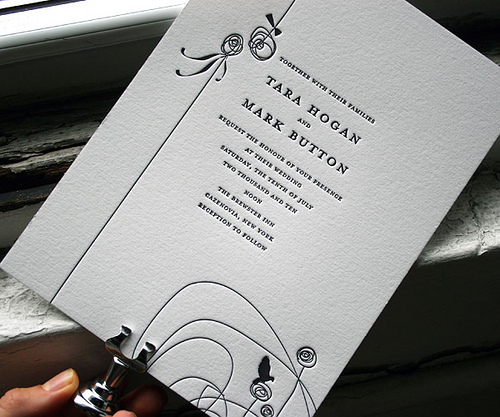 TOGETHER WITH THEIR FAMILIES
TARA HOGAN
AND
MARK BUTTON
REQUEST THE HONOUR OF YOUR PRESENCE
AT THEIR WEDDING
SATURDAY, THE TENTH OF JULY
TWO THOUSAND AND TEN
NOON
THE BREWSTER INN
CAZENOVIA, NEW YORK
RECEPTION TO FOLLOW